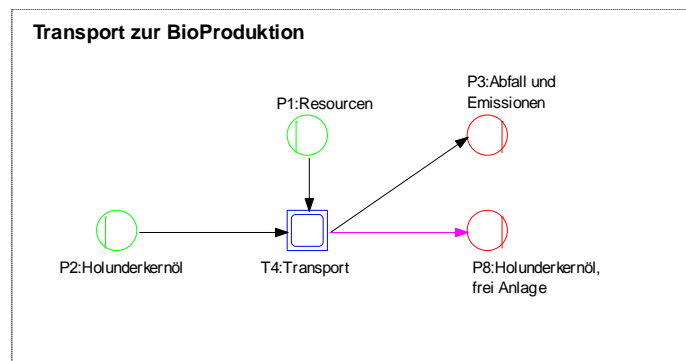 Transport zur BioProduktion
P3:Abfall und
Emissionen
P1:Resourcen
P2:Holunderkernöl
T4:Transport
P8:Holunderkernöl,
frei Anlage